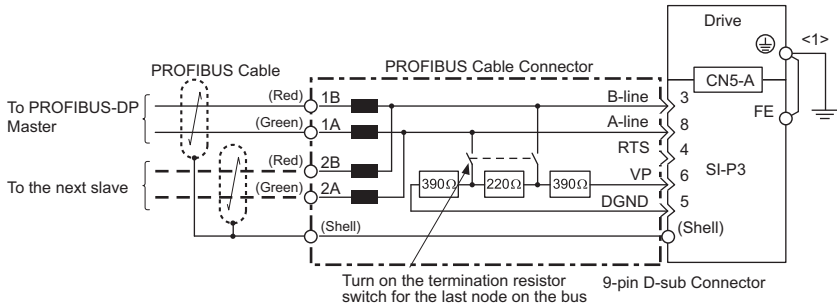 Drive
<1>
PROFIBUS Cable
PROFIBUS Cable Connector
CN5-A
To PROFIBUS-DP
Master
(Red)
1B
B-line
3
FE
(Green)
1A
A-line
8
RTS
4
SI-P3
To the next slave
(Red)
2B
(Green)
2A
390Ω
220Ω
390Ω
VP
6
DGND
5
(Shell)
(Shell)
Turn on the termination resistor
switch for the last node on the bus
9-pin D-sub Connector